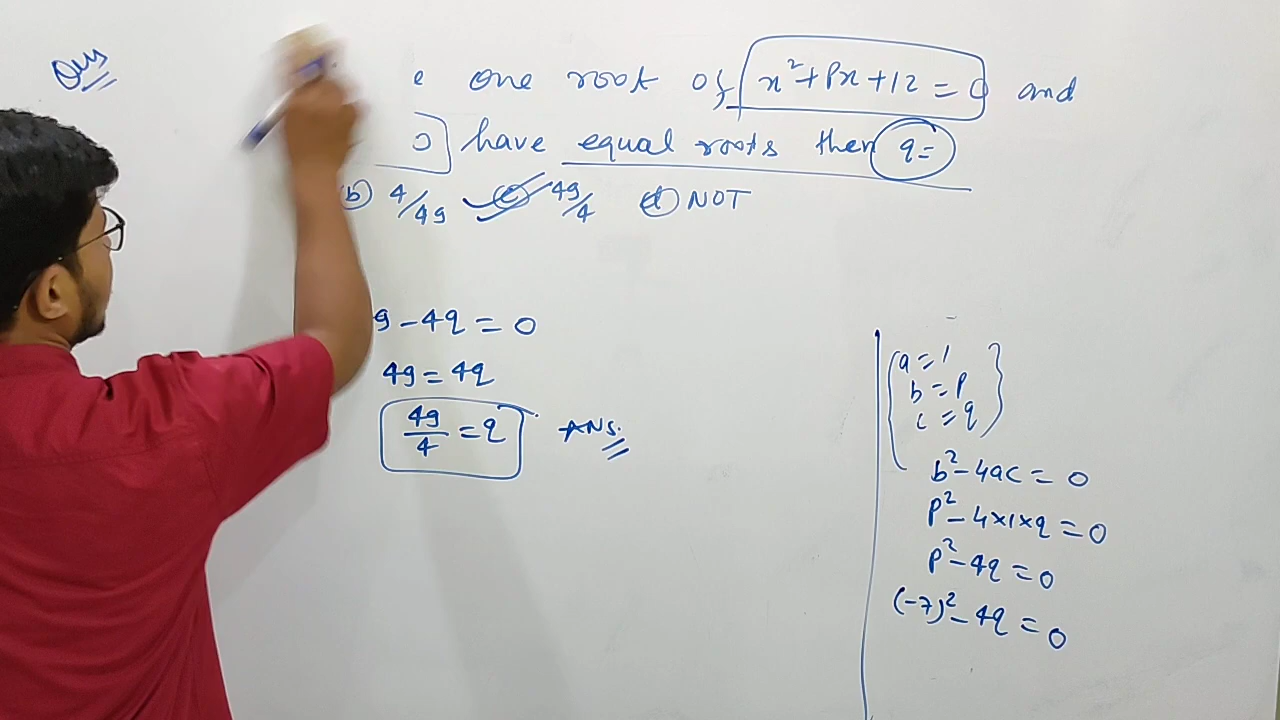 Ques
e one root of x²+px+12=0 and
0 have equal roots then q=
(b) 4/49 (c) 49/4 (d) NOT
9-4q=0
49=4q
49/4=q ANS.
a=1
b=p
c=q
b²-4ac=0
p²-4×1×q=0
p²-4q=0
(-7)²-4q=0